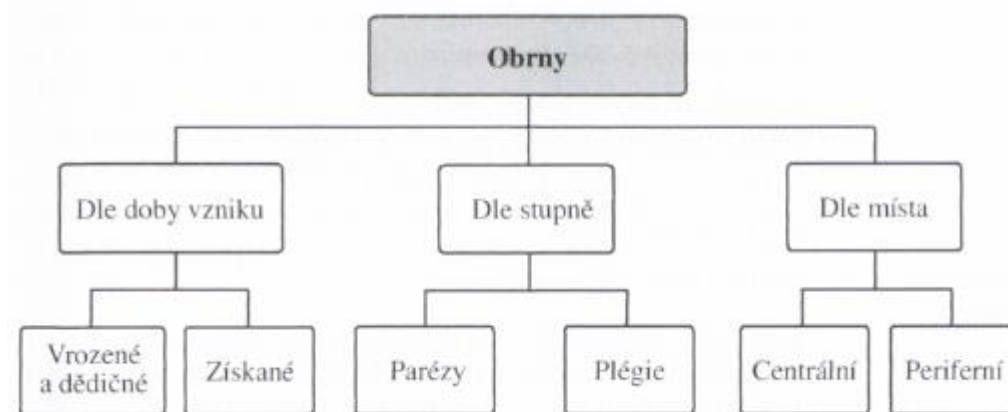 Obrny
Dle doby vzniku
Dle stupně
Dle místa
Vrozené
a dědičné
Získané
Parézy
Plégie
Centrální
Periferní